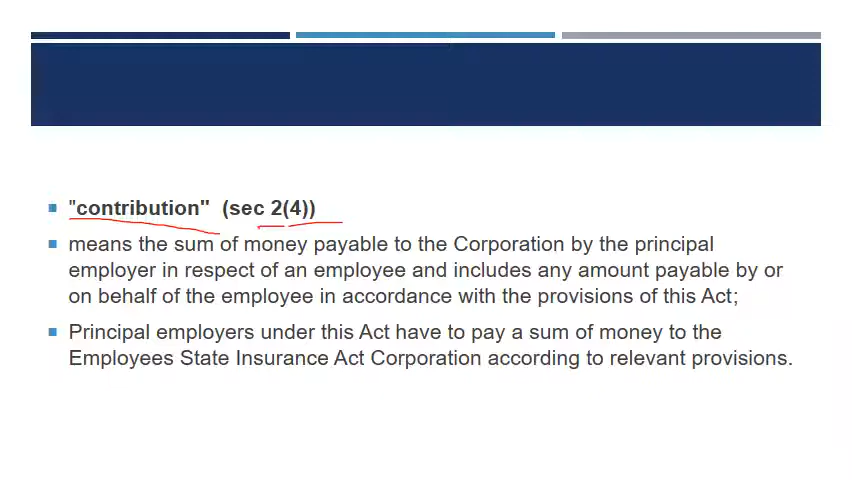 "contribution" (sec 2(4))
means the sum of money payable to the Corporation by the principal
employer in respect of an employee and includes any amount payable by or
on behalf of the employee in accordance with the provisions of this Act;
Principal employers under this Act have to pay a sum of money to the
Employees State Insurance Act Corporation according to relevant provisions.